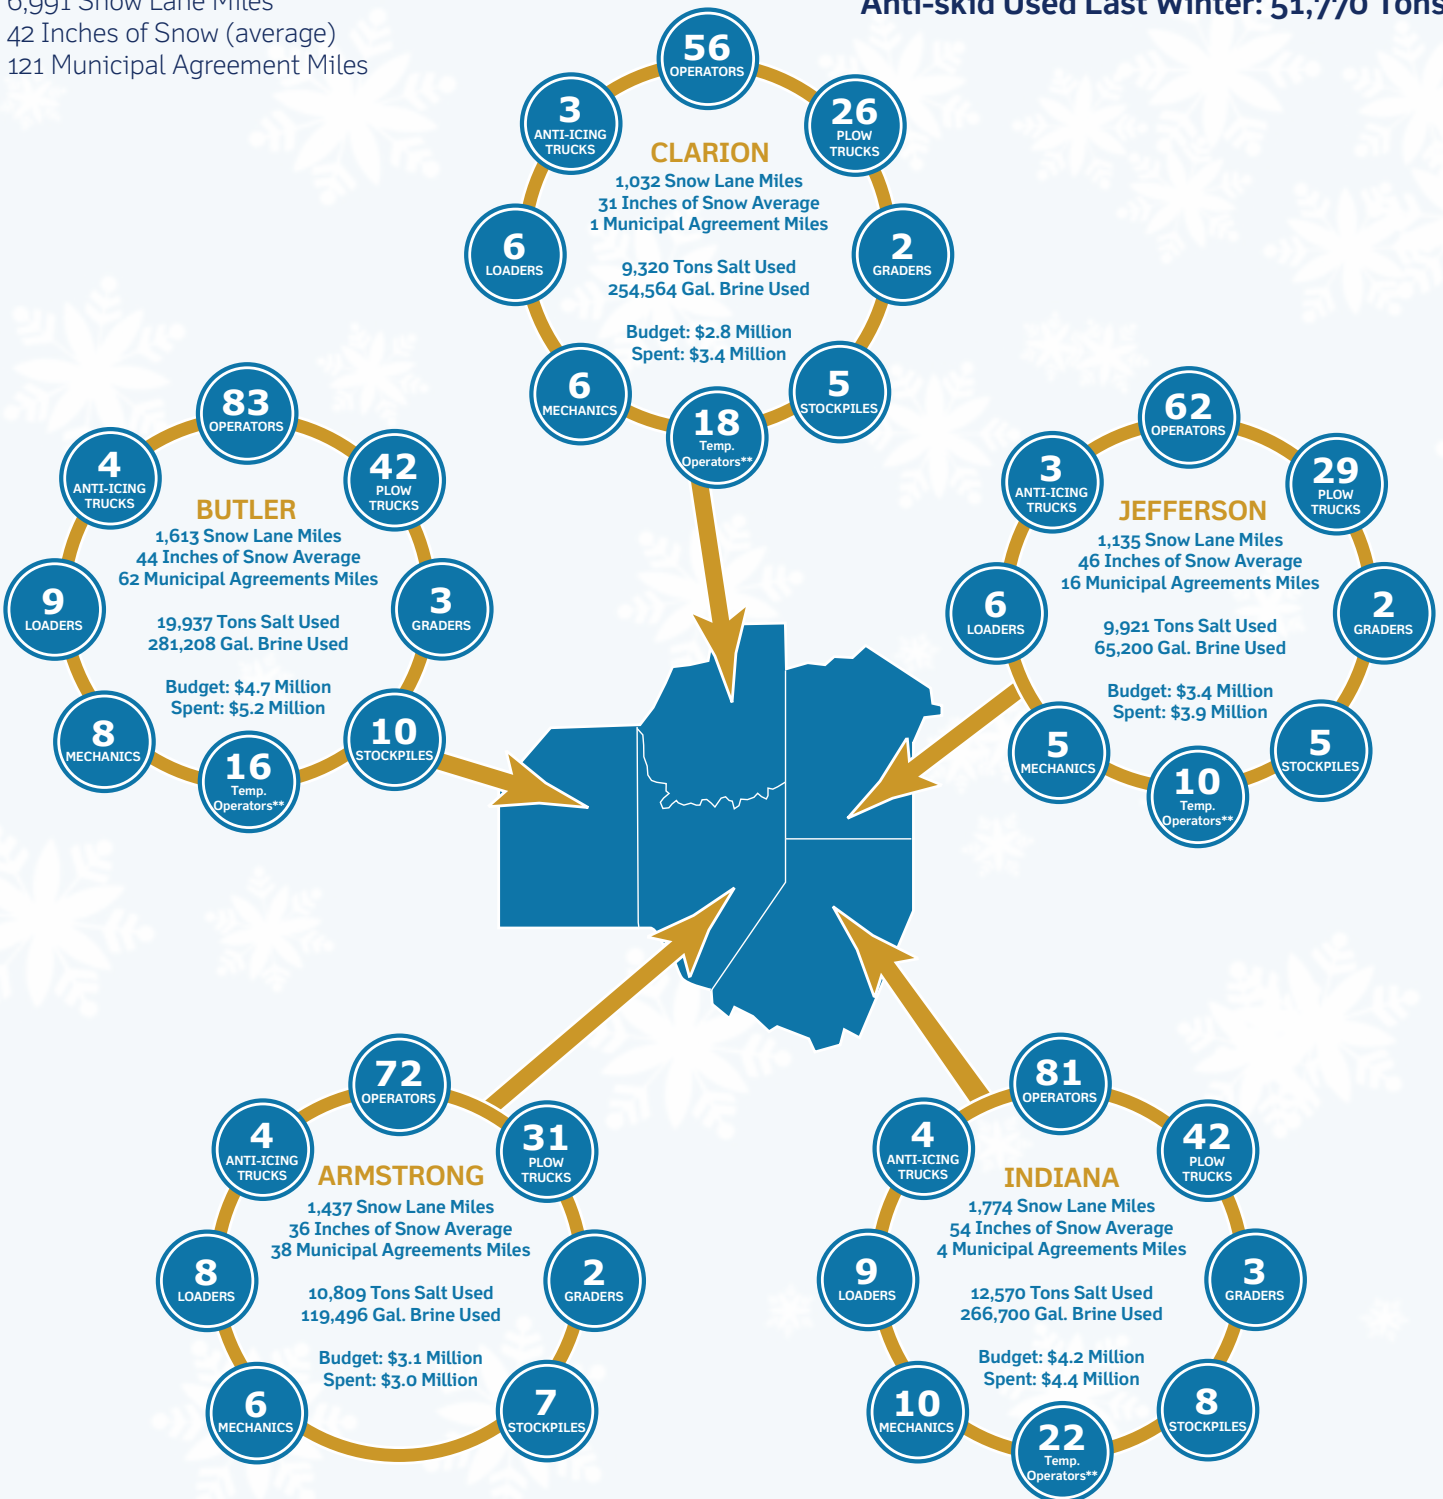 6,991 Snow Lane Miles
42 Inches of Snow (average)
121 Municipal Agreement Miles
Anti-skid Used Last Winter: 51,770 Tons
56
OPERATORS
3
ANTI-ICING
TRUCKS
26
PLOW
TRUCKS
CLARION
1,032 Snow Lane Miles
31 Inches of Snow Average
1 Municipal Agreement Miles
9,320 Tons Salt Used
254,564 Gal. Brine Used
Budget: $2.8 Million
Spent: $3.4 Million
6
LOADERS
2
GRADERS
6
MECHANICS
5
STOCKPILES
18
Temp.
Operators**
83
OPERATORS
4
ANTI-ICING
TRUCKS
42
PLOW
TRUCKS
BUTLER
1,613 Snow Lane Miles
44 Inches of Snow Average
62 Municipal Agreements Miles
19,937 Tons Salt Used
281,208 Gal. Brine Used
Budget: $4.7 Million
Spent: $5.2 Million
9
LOADERS
3
GRADERS
8
MECHANICS
10
STOCKPILES
16
Temp.
Operators**
62
OPERATORS
3
ANTI-ICING
TRUCKS
29
PLOW
TRUCKS
JEFFERSON
1,135 Snow Lane Miles
46 Inches of Snow Average
16 Municipal Agreements Miles
9,921 Tons Salt Used
65,200 Gal. Brine Used
Budget: $3.4 Million
Spent: $3.9 Million
6
LOADERS
2
GRADERS
5
MECHANICS
5
STOCKPILES
10
Temp.
Operators**
72
OPERATORS
4
ANTI-ICING
TRUCKS
31
PLOW
TRUCKS
ARMSTRONG
1,437 Snow Lane Miles
36 Inches of Snow Average
38 Municipal Agreements Miles
10,809 Tons Salt Used
119,496 Gal. Brine Used
Budget: $3.1 Million
Spent: $3.0 Million
8
LOADERS
2
GRADERS
6
MECHANICS
7
STOCKPILES
81
OPERATORS
4
ANTI-ICING
TRUCKS
42
PLOW
TRUCKS
INDIANA
1,774 Snow Lane Miles
54 Inches of Snow Average
4 Municipal Agreements Miles
12,570 Tons Salt Used
266,700 Gal. Brine Used
Budget: $4.2 Million
Spent: $4.4 Million
9
LOADERS
3
GRADERS
10
MECHANICS
8
STOCKPILES
22
Temp.
Operators**